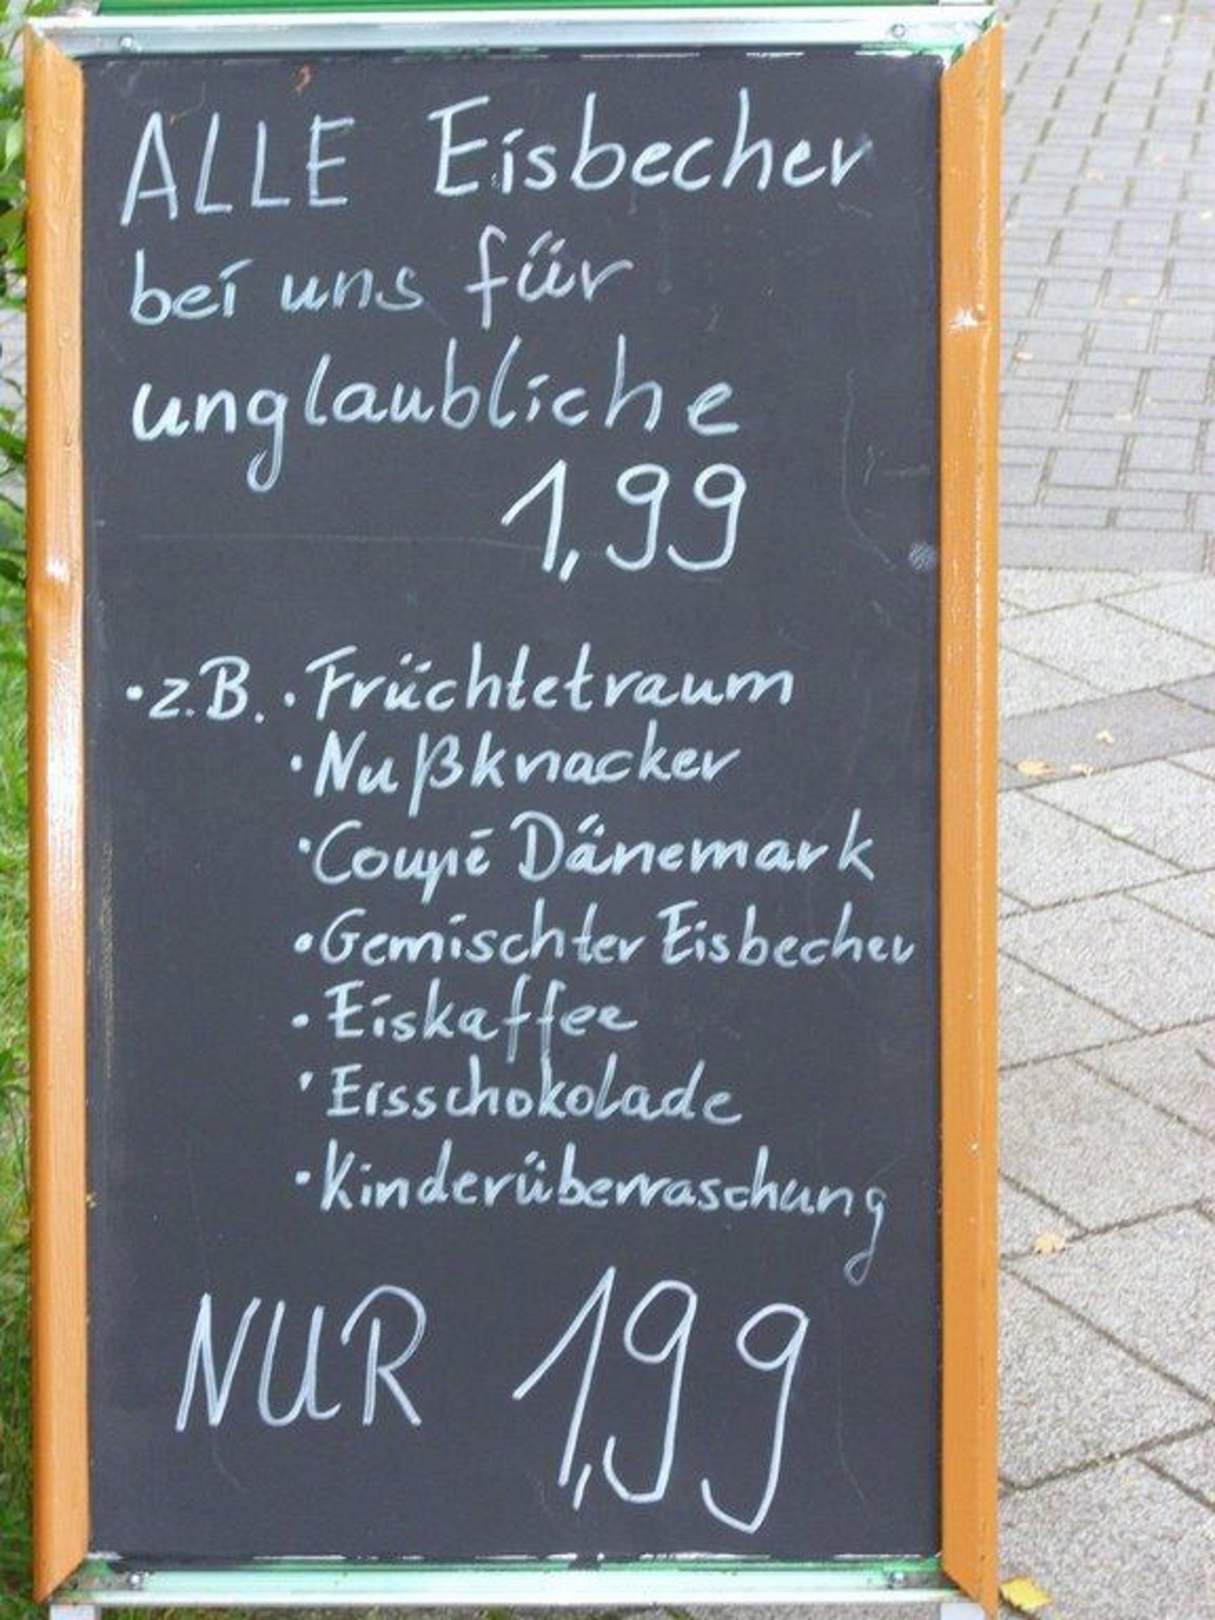 ALLE Eisbecher
bei uns für
unglaubliche
1,99
·z.B. ·Früchtetraum
·Nußknacker
·Coupé Dänemark
·Gemischter Eisbecher
·Eiskaffee
·Eisschokolade
·Kinderüberraschung
NUR 1,99